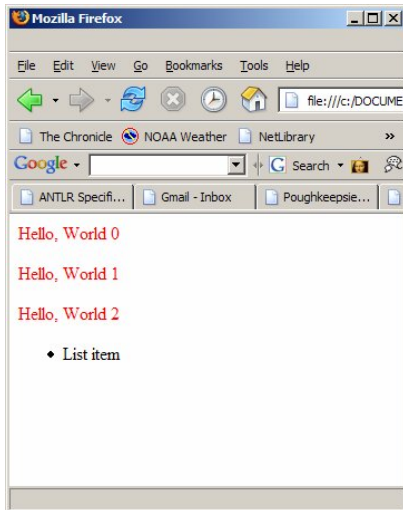 Mozilla Firefox
File Edit View Go Bookmarks Tools Help
file:///c:/DOCUME
The Chronicle NOAA Weather NetLibrary »
Google G Search
ANTLR Specifi... Gmail - Inbox Poughkeepsie...
Hello, World 0
Hello, World 1
Hello, World 2
• List item